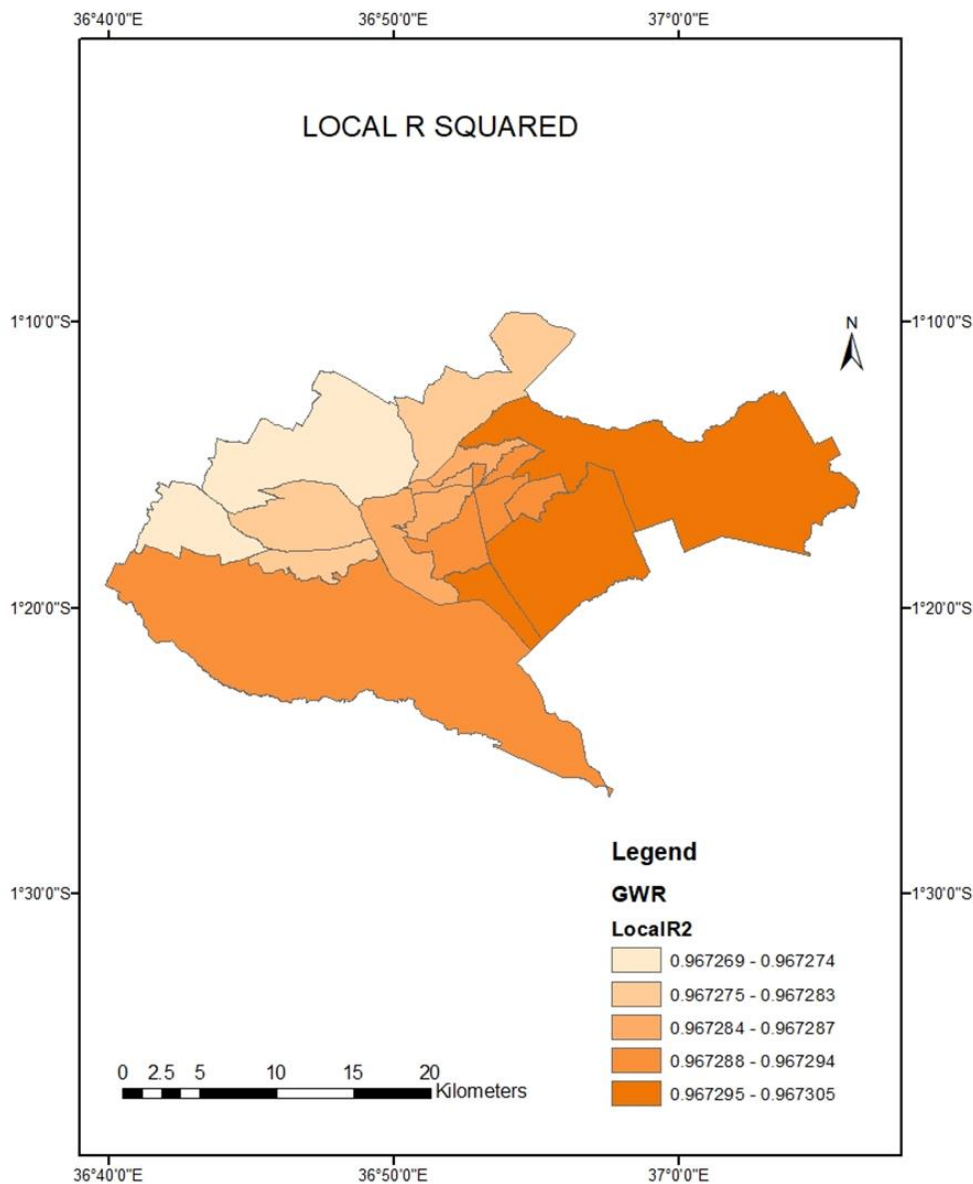 36°40'0"E 36°50'0"E 37°0'0"E
LOCAL R SQUARED
1°10'0"S 1°10'0"S
N
1°20'0"S 1°20'0"S
1°30'0"S 1°30'0"S
Legend
GWR
LocalR2
0.967269 - 0.967274
0.967275 - 0.967283
0.967284 - 0.967287
0.967288 - 0.967294
0.967295 - 0.967305
0 2.5 5 10 15 20
Kilometers
36°40'0"E 36°50'0"E 37°0'0"E